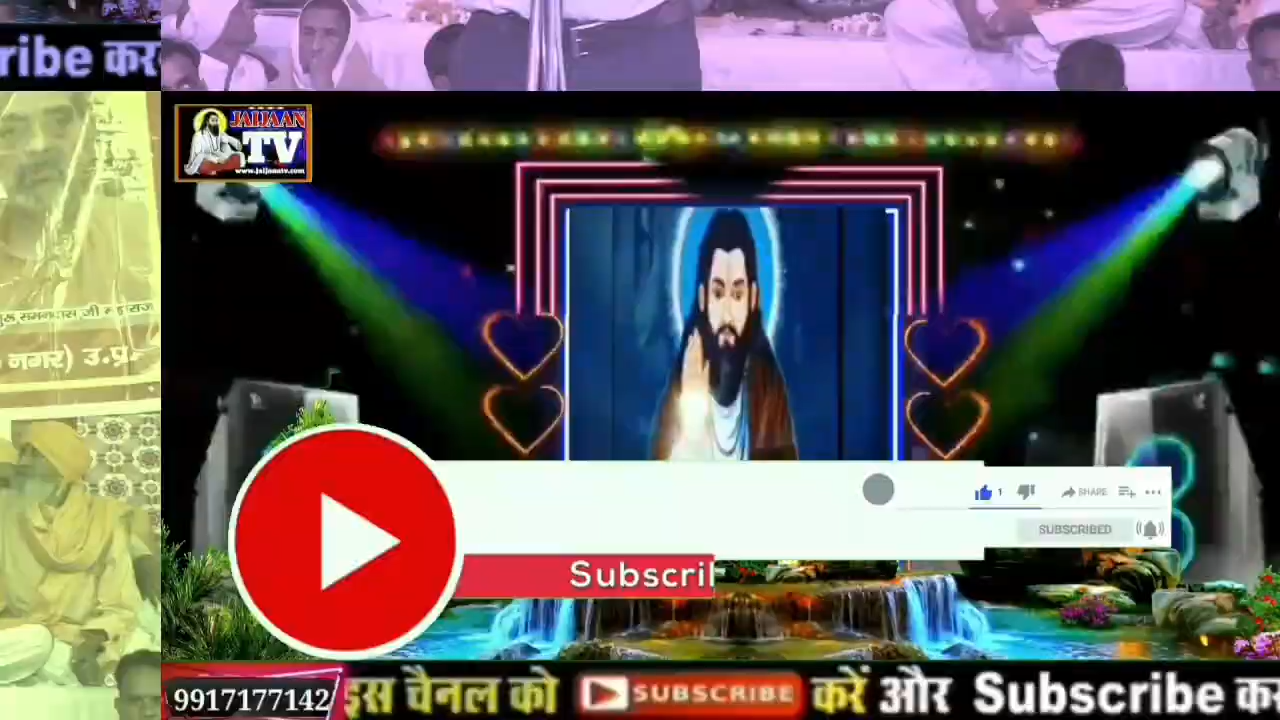 ribe कर
JAIJAAN
TV
www.jaijaantv.com
जी महाराज
नगर) उ.प्र.
1
SHARE
SUBSCRIBED
Subscri
9917177142
इस चैनल को SUBSCRIBE करें और Subscribe कर